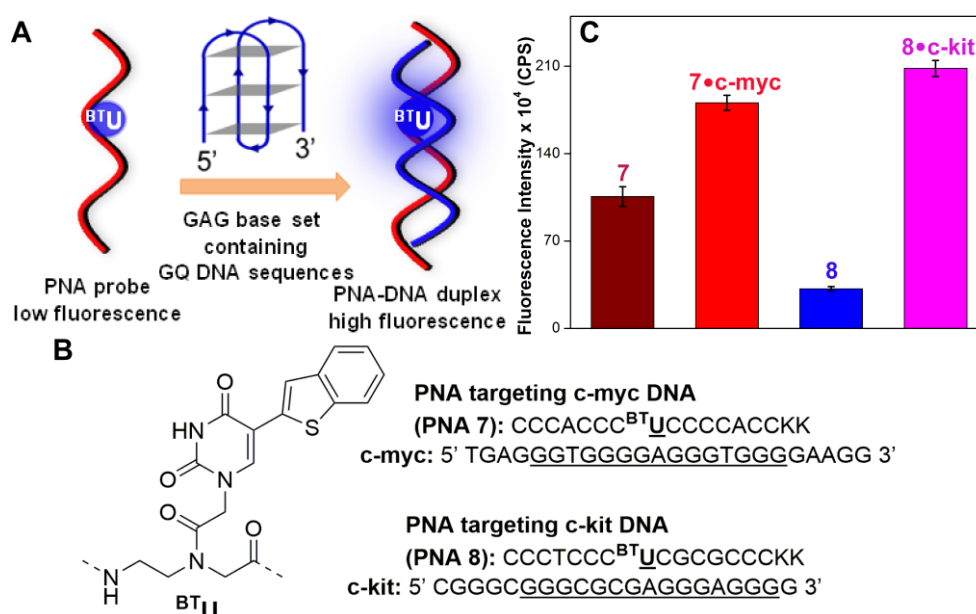 A
BTU
5'
3'
BTU
GAG base set
containing
GQ DNA sequences
PNA probe
low fluorescence
PNA-DNA duplex
high fluorescence
C
Fluorescence Intensity x 10⁴ (CPS)
210
140
70
0
7
7•c-myc
8
8•c-kit
B
O
HN
O
N
S
O
O
N
N
H
BTU
PNA targeting c-myc DNA
(PNA 7): CCCACCCBTUCCCCACCKK
c-myc: 5' TGAGGGTGGGGAGGGTGGGGAAGG 3'
PNA targeting c-kit DNA
(PNA 8): CCCTCCCBTUCGCGCCCKK
c-kit: 5' CGGGCGGGCGCGAGGGAGGGG 3'